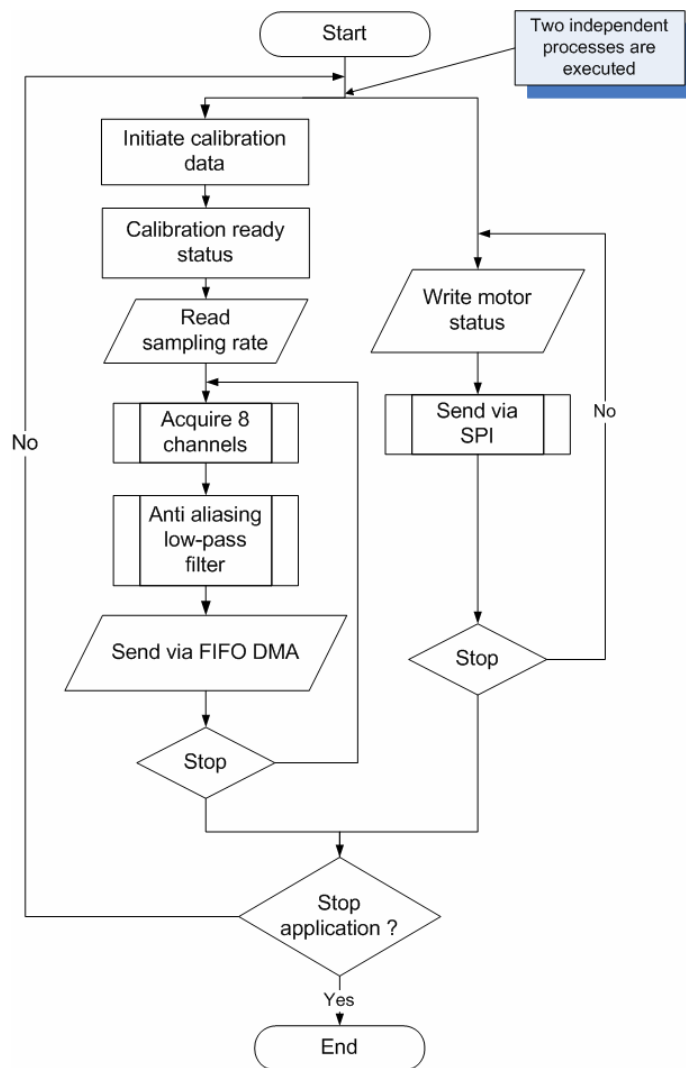 Start
Two independent
processes are
executed
Initiate calibration
data
Calibration ready
status
Read
sampling rate
Write motor
status
Acquire 8
channels
Send via
SPI
No
No
Anti aliasing
low-pass
filter
Send via FIFO DMA
Stop
Stop
Stop
application ?
Yes
End